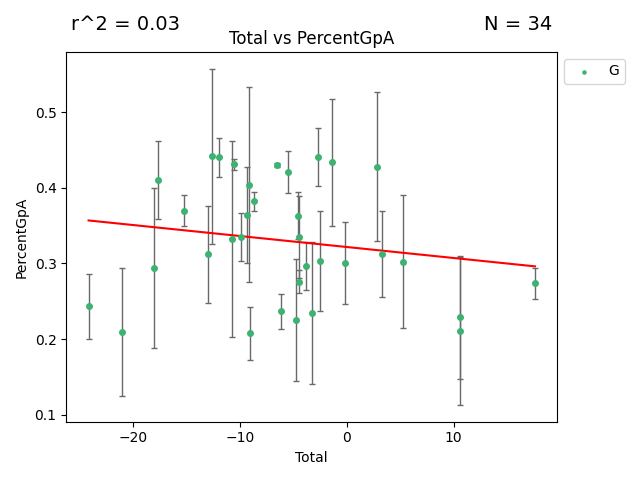 r^2 = 0.03
N = 34
Total vs PercentGpA
G
PercentGpA
0.5
0.4
0.3
0.2
0.1
−20
−10
0
10
Total